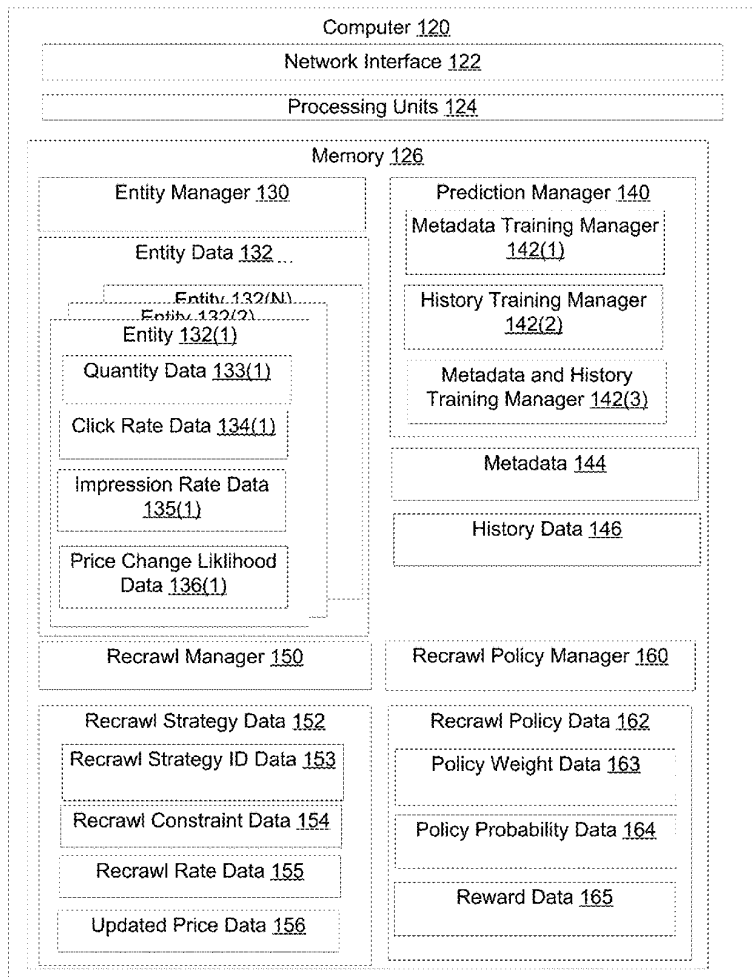 Computer 120
Network Interface 122
Processing Units 124
Memory 126
Entity Manager 130
Entity Data 132
Entity 132(N)
Entity 132(2)
Entity 132(1)
Quantity Data 133(1)
Click Rate Data 134(1)
Impression Rate Data
135(1)
Price Change Liklihood
Data 136(1)
Prediction Manager 140
Metadata Training Manager
142(1)
History Training Manager
142(2)
Metadata and History
Training Manager 142(3)
Metadata 144
History Data 146
Recrawl Manager 150
Recrawl Policy Manager 160
Recrawl Strategy Data 152
Recrawl Strategy ID Data 153
Recrawl Constraint Data 154
Recrawl Rate Data 155
Updated Price Data 156
Recrawl Policy Data 162
Policy Weight Data 163
Policy Probability Data 164
Reward Data 165